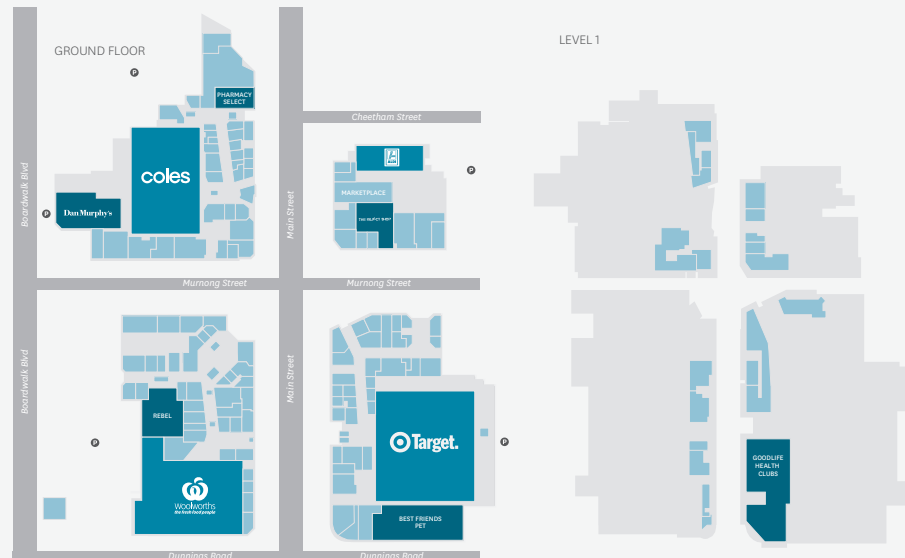 GROUND FLOOR
LEVEL 1
P
PHARMACY
SELECT
Cheetham Street
coles
Boardwalk Blvd
Main Street
MARKETPLACE
P
P
Dan Murphy's
THE REJECT SHOP
Murnong Street
Murnong Street
Boardwalk Blvd
Main Street
REBEL
P
Target.
P
GOODLIFE
HEALTH
CLUBS
woolworths
the fresh food people
BEST FRIENDS
PET
Dunnings Road
Dunnings Road